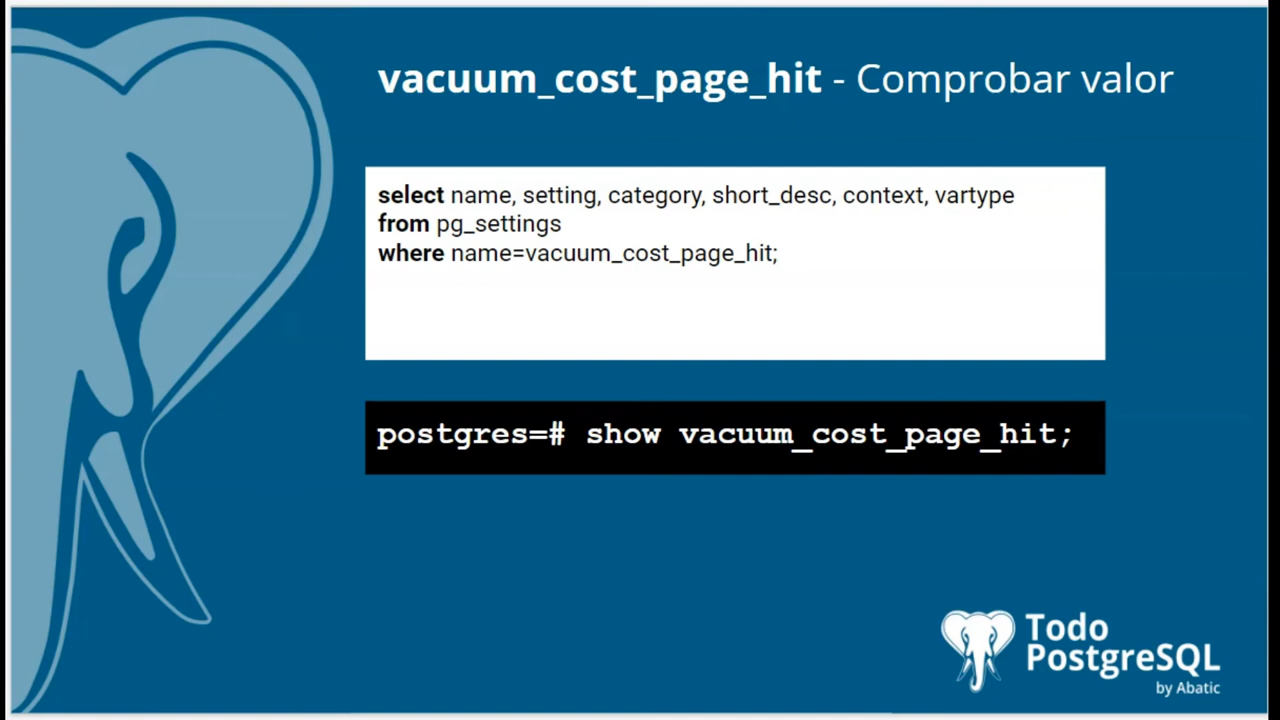 vacuum_cost_page_hit - Comprobar valor
select name, setting, category, short_desc, context, vartype
from pg_settings
where name=vacuum_cost_page_hit;
postgres=# show vacuum_cost_page_hit;
Todo
PostgreSQL
by Abatic